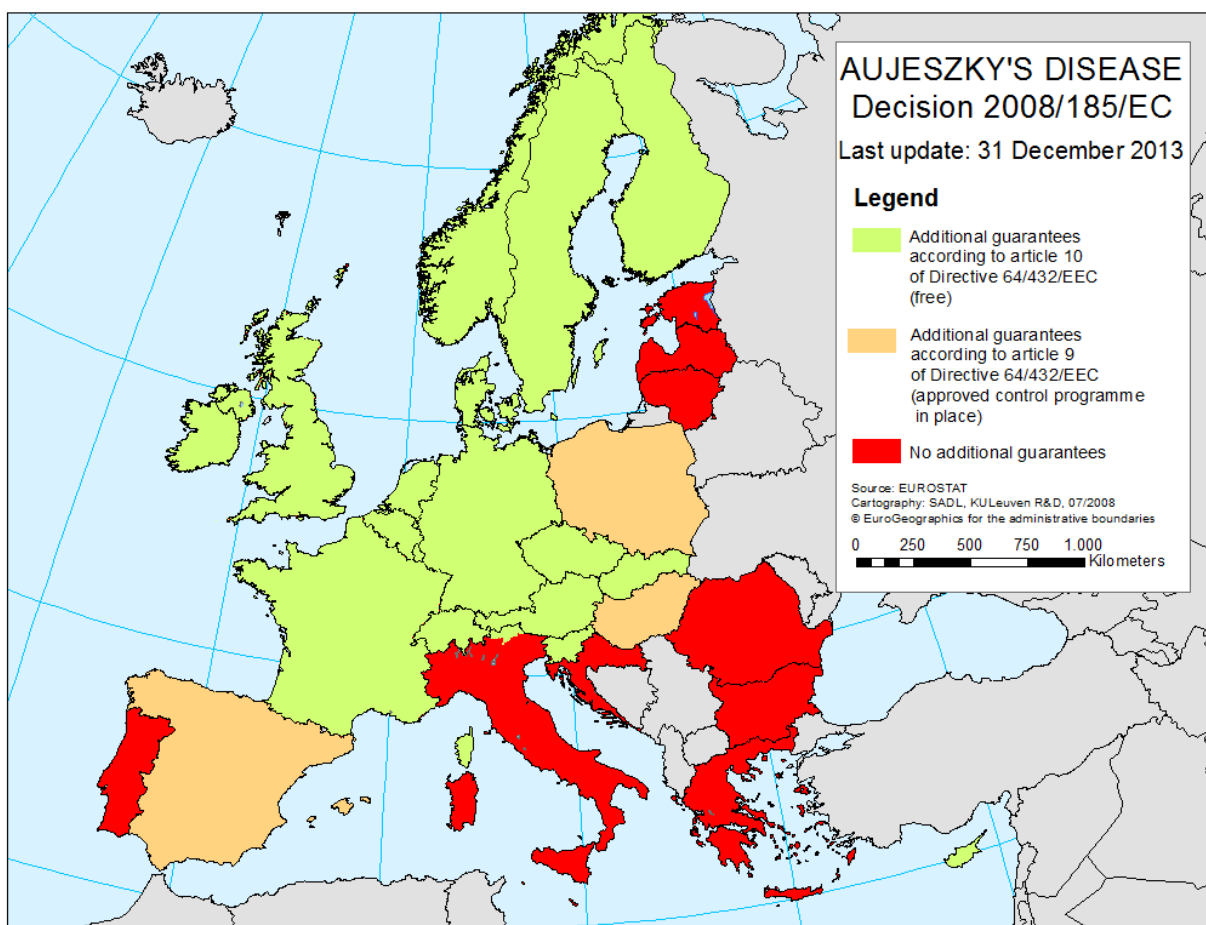 AUJESZKY'S DISEASE
Decision 2008/185/EC
Last update: 31 December 2013
Legend
Additional guarantees
according to article 10
of Directive 64/432/EEC
(free)
Additional guarantees
according to article 9
of Directive 64/432/EEC
(approved control programme
in place)
No additional guarantees
Source: EUROSTAT
Cartography: SADL, KULeuven R&D, 07/2008
© EuroGeographics for the administrative boundaries
0 250 500 750 1.000
Kilometers